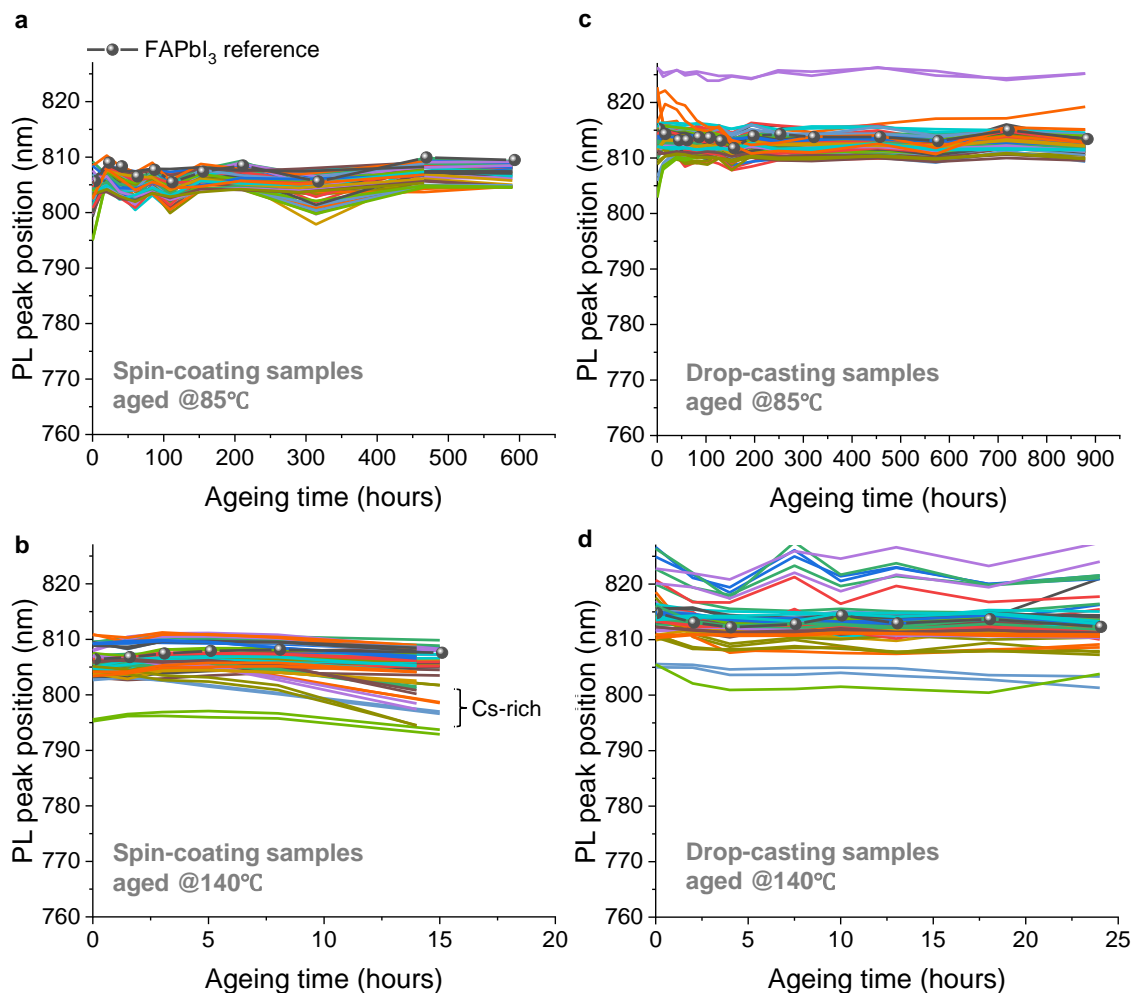 a
FAPbI₃ reference
PL peak position (nm)
820
810
800
790
780
770
760
Spin-coating samples
aged @85℃
0 100 200 300 400 500 600
Ageing time (hours)
c
PL peak position (nm)
820
810
800
790
780
770
760
Drop-casting samples
aged @85℃
0 100 200 300 400 500 600 700 800 900
Ageing time (hours)
b
PL peak position (nm)
820
810
800
790
780
770
760
Cs-rich
Spin-coating samples
aged @140℃
0 5 10 15 20
Ageing time (hours)
d
PL peak position (nm)
820
810
800
790
780
770
760
Drop-casting samples
aged @140℃
0 5 10 15 20 25
Ageing time (hours)